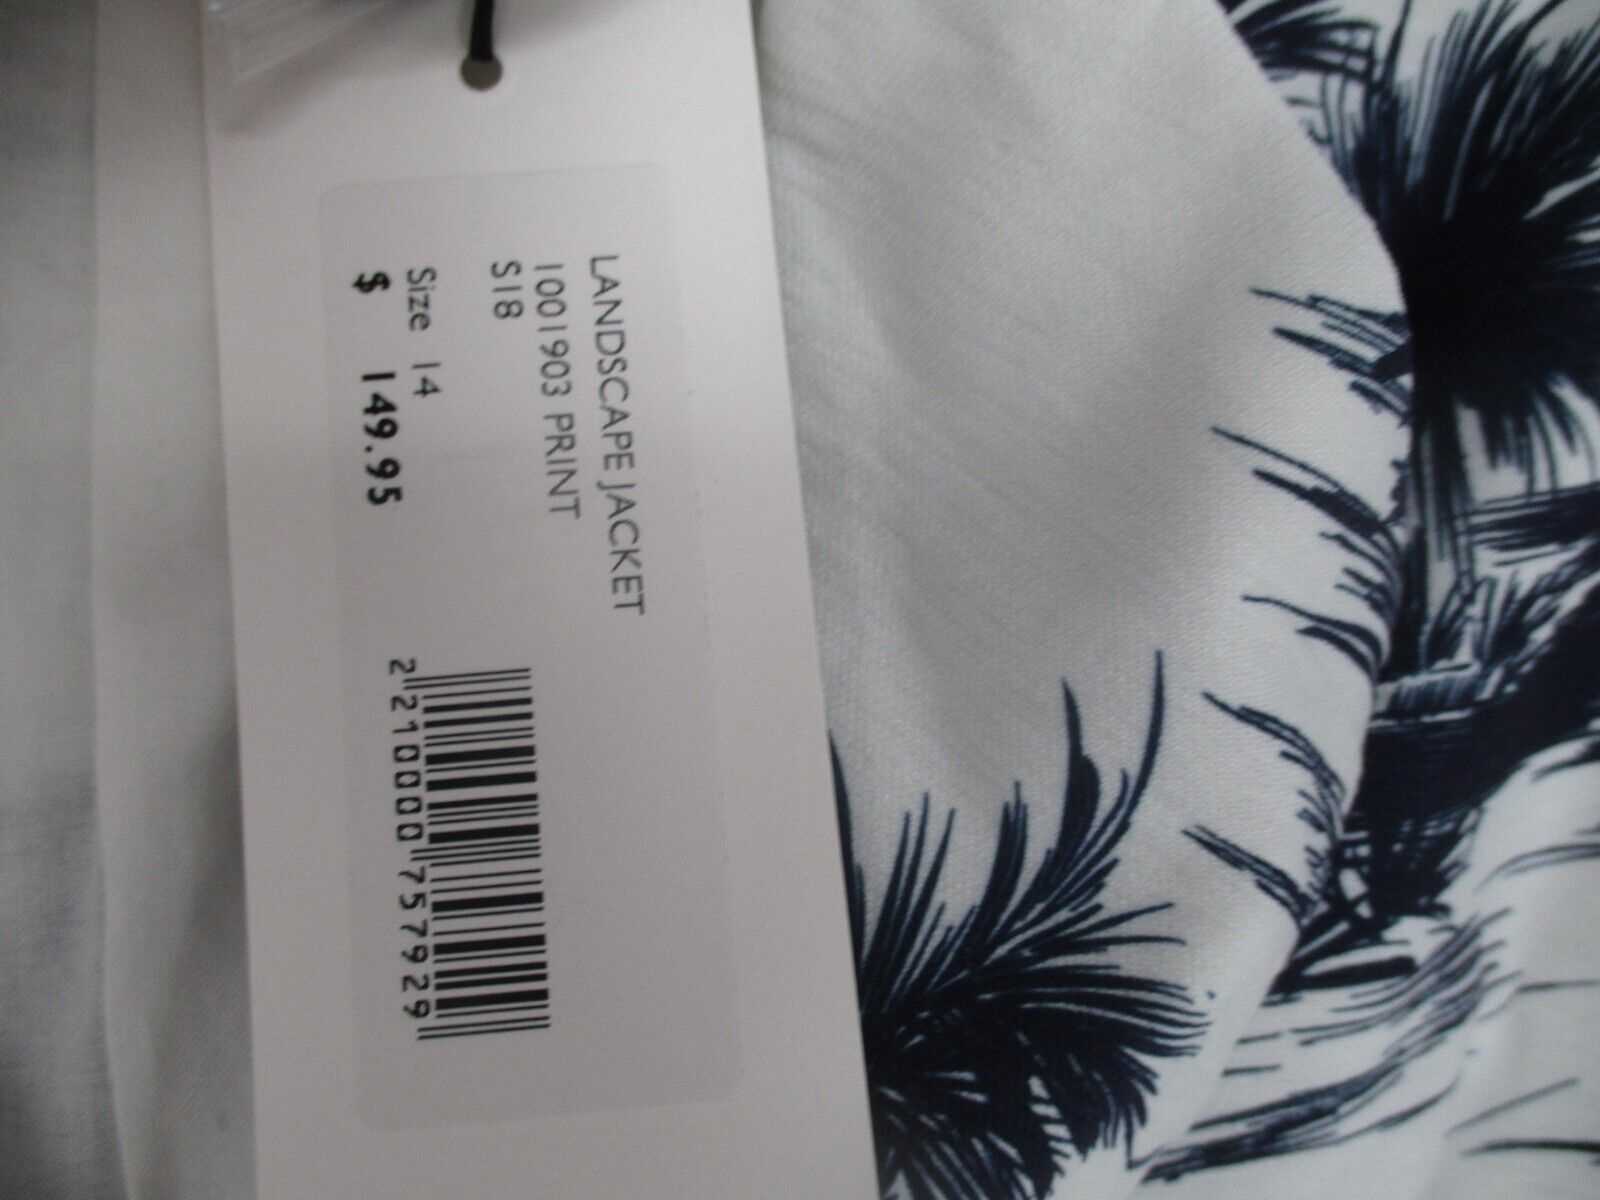 LANDSCAPE JACKET
1001903 PRINT
S18
Size 14
$ 149.95
2 210000 757929